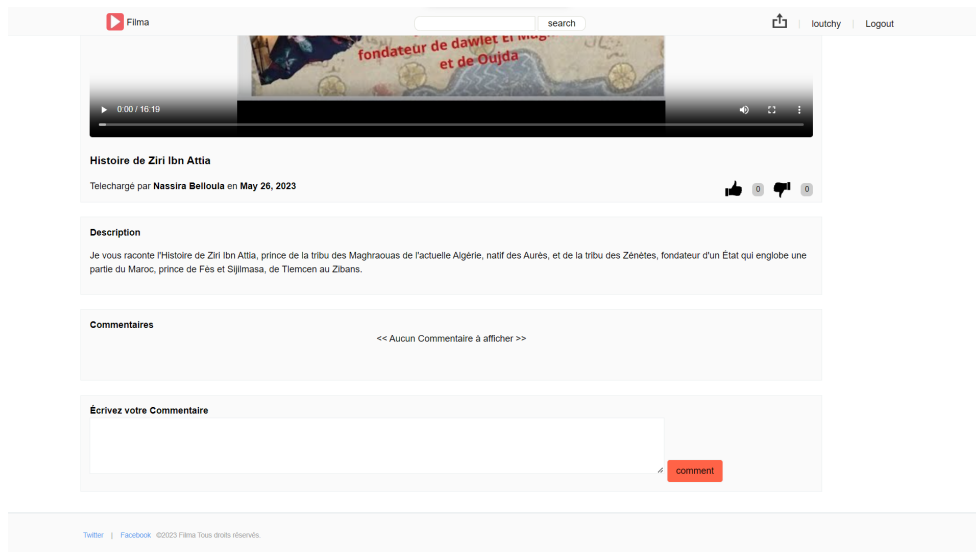 Filma
search
loutchy
Logout
fondateur de dawlet El
et de Oujda
0:00 / 16:19
Histoire de Ziri Ibn Attia
Telechargé par Nassira Belloula en May 26, 2023
0
0
Description
Je vous raconte l'Histoire de Ziri Ibn Attia, prince de la tribu des Maghraouas de l'actuelle Algérie, natif des Aurès, et de la tribu des Zénètes, fondateur d'un État qui englobe une
partie du Maroc, prince de Fès et Sijilmasa, de Tlemcen au Zibans.
Commentaires
<< Aucun Commentaire à afficher >>
Écrivez votre Commentaire
comment
Twitter | Facebook ©2023 Filma Tous droits réservés.